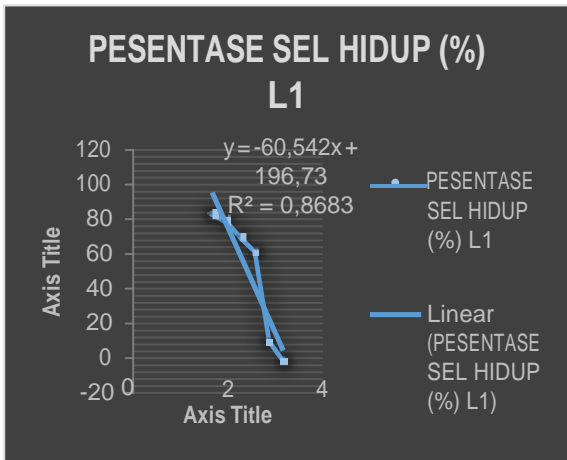 PESENTASE SEL HIDUP (%)
L1
120
100
80
60
40
20
0
-20
y = -60,542x +
196,73
R² = 0,8683
0
2
4
Axis Title
Axis Title
PESENTASE
SEL HIDUP
(%) L1
Linear
(PESENTASE
SEL HIDUP
(%) L1)